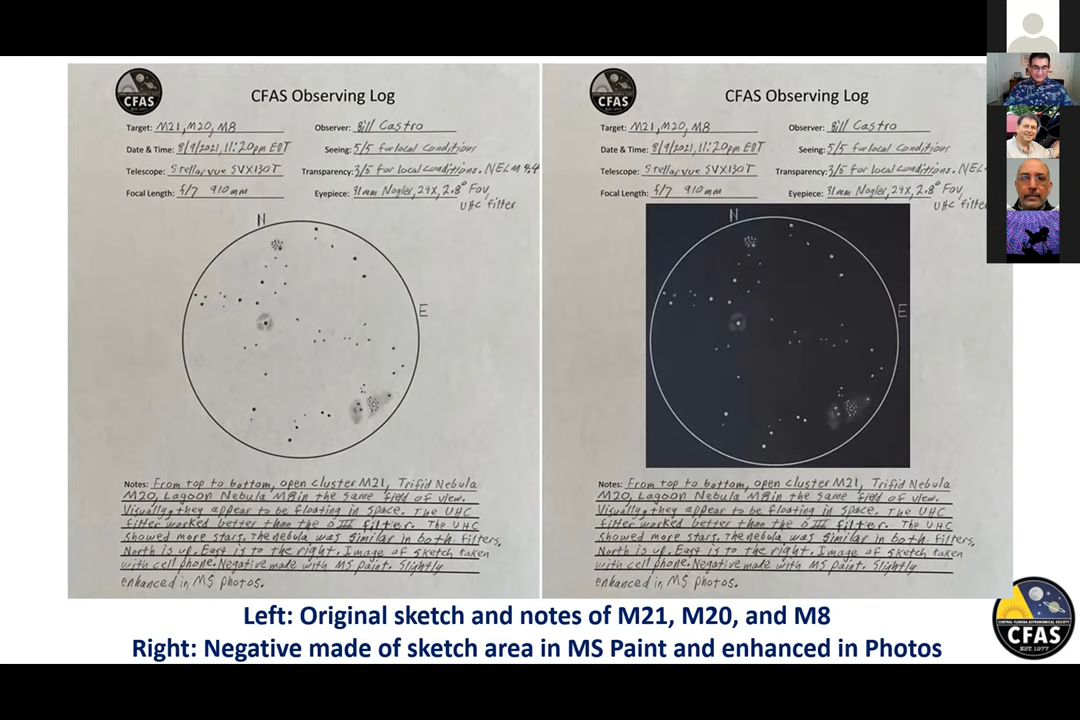 CFAS
EST. 1977
CFAS Observing Log
Target: M21, M20, M8
Observer: Bill Castro
Date & Time: 8/9/2021, 11:20pm EDT
Seeing: 5/5 for local conditions
Telescope: Stellarvue SVX130T
Transparency: 3/5 for local conditions. NELM 4.4
Focal Length: f/7 910mm
Eyepiece: 31mm Nagler, 29X, 2.8° FOV,
UHC filter
N
E
Notes: From top to bottom, open cluster M21, Trifid Nebula
M20, Lagoon Nebula M8 in the same field of view.
Visually, they appear to be floating in space. The UHC
filter worked better than the OIII filter. The UHC
showed more stars. The nebula was similar in both filters,
North is up. East is to the right. Image of sketch taken
with cell phone. Negative made with MS Paint. Slightly
enhanced in MS Photos.
CFAS
EST. 1977
CFAS Observing Log
Target: M21, M20, M8
Observer: Bill Castro
Date & Time: 8/9/2021, 11:20pm EDT
Seeing: 5/5 for local conditions
Telescope: Stellarvue SVX130T
Transparency: 3/5 for local conditions. NEL
Focal Length: f/7 910mm
Eyepiece: 31mm Nagler, 29X, 2.8° FOV,
UHC filter
N
E
Notes: From top to bottom, open cluster M21, Trifid Nebula
M20, Lagoon Nebula M8 in the same field of view.
Visually, they appear to be floating in space. The UHC
filter worked better than the OIII filter. The UHC
showed more stars. The nebula was similar in both filters,
North is up. East is to the right. Image of sketch taken
with cell phone. Negative made with MS Paint. Slightly
enhanced in MS Photos.
Left: Original sketch and notes of M21, M20, and M8
Right: Negative made of sketch area in MS Paint and enhanced in Photos
CENTRAL FLORIDA ASTRONOMICAL SOCIETY
CFAS
EST. 1977